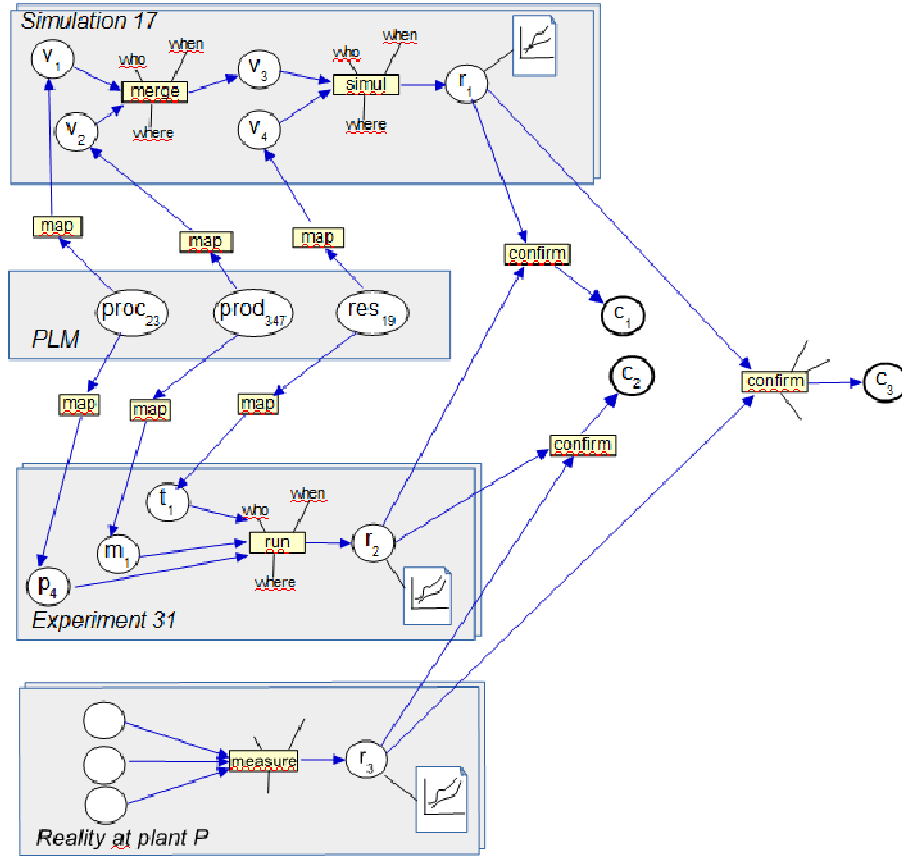 Simulation 17
v1
who
when
merge
where
v2
v3
v4
who
when
simul
where
r1
map
map
map
confirm
proc23
prod347
res19
PLM
c1
c2
confirm
c3
map
map
map
confirm
t1
who
when
m1
run
r2
p4
where
Experiment 31
measure
r3
Reality at plant P